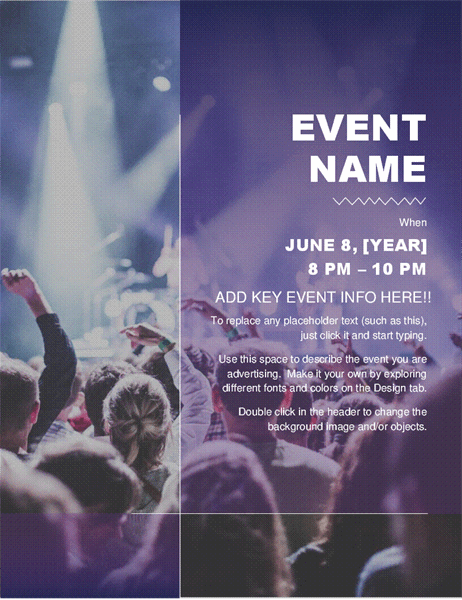 EVENT
NAME
When
JUNE 8, [YEAR]
8 PM – 10 PM
ADD KEY EVENT INFO HERE!!
To replace any placeholder text (such as this),
just click it and start typing.
Use this space to describe the event you are
advertising. Make it your own by exploring
different fonts and colors on the Design tab.
Double click in the header to change the
background image and/or objects.